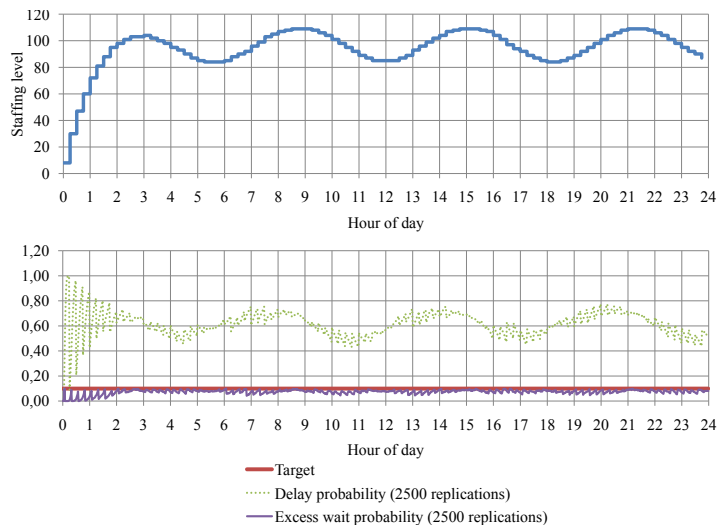 120
100
80
60
40
20
0
Staffing level
0 1 2 3 4 5 6 7 8 9 10 11 12 13 14 15 16 17 18 19 20 21 22 23 24
Hour of day
1,20
1,00
0,80
0,60
0,40
0,20
0,00
0 1 2 3 4 5 6 7 8 9 10 11 12 13 14 15 16 17 18 19 20 21 22 23 24
Hour of day
Target
Delay probability (2500 replications)
Excess wait probability (2500 replications)